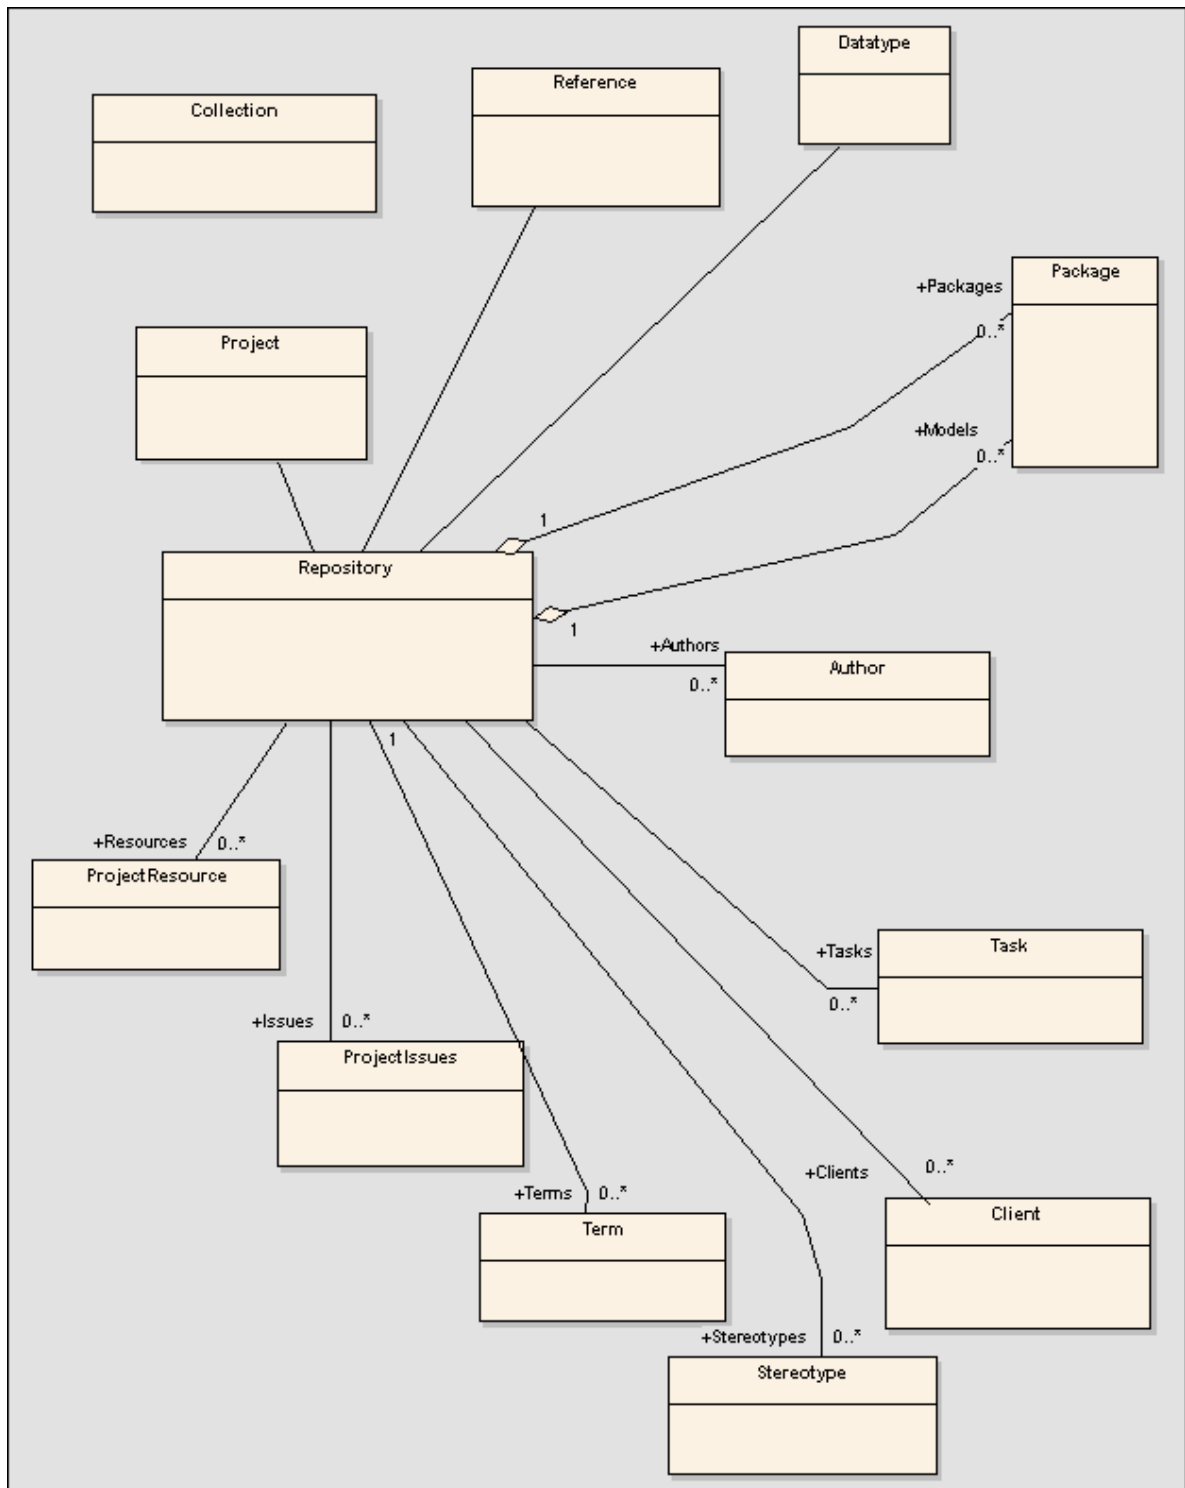 Datatype
Reference
Collection
Package
+Packages
0..*
Project
+Models
0..*
1
Repository
1
+Authors
Author
0..*
1
+Resources
0..*
ProjectResource
Task
+Tasks
0..*
+Issues
0..*
ProjectIssues
0..*
+Clients
+Terms
0..*
Client
Term
+Stereotypes
0..*
Stereotype